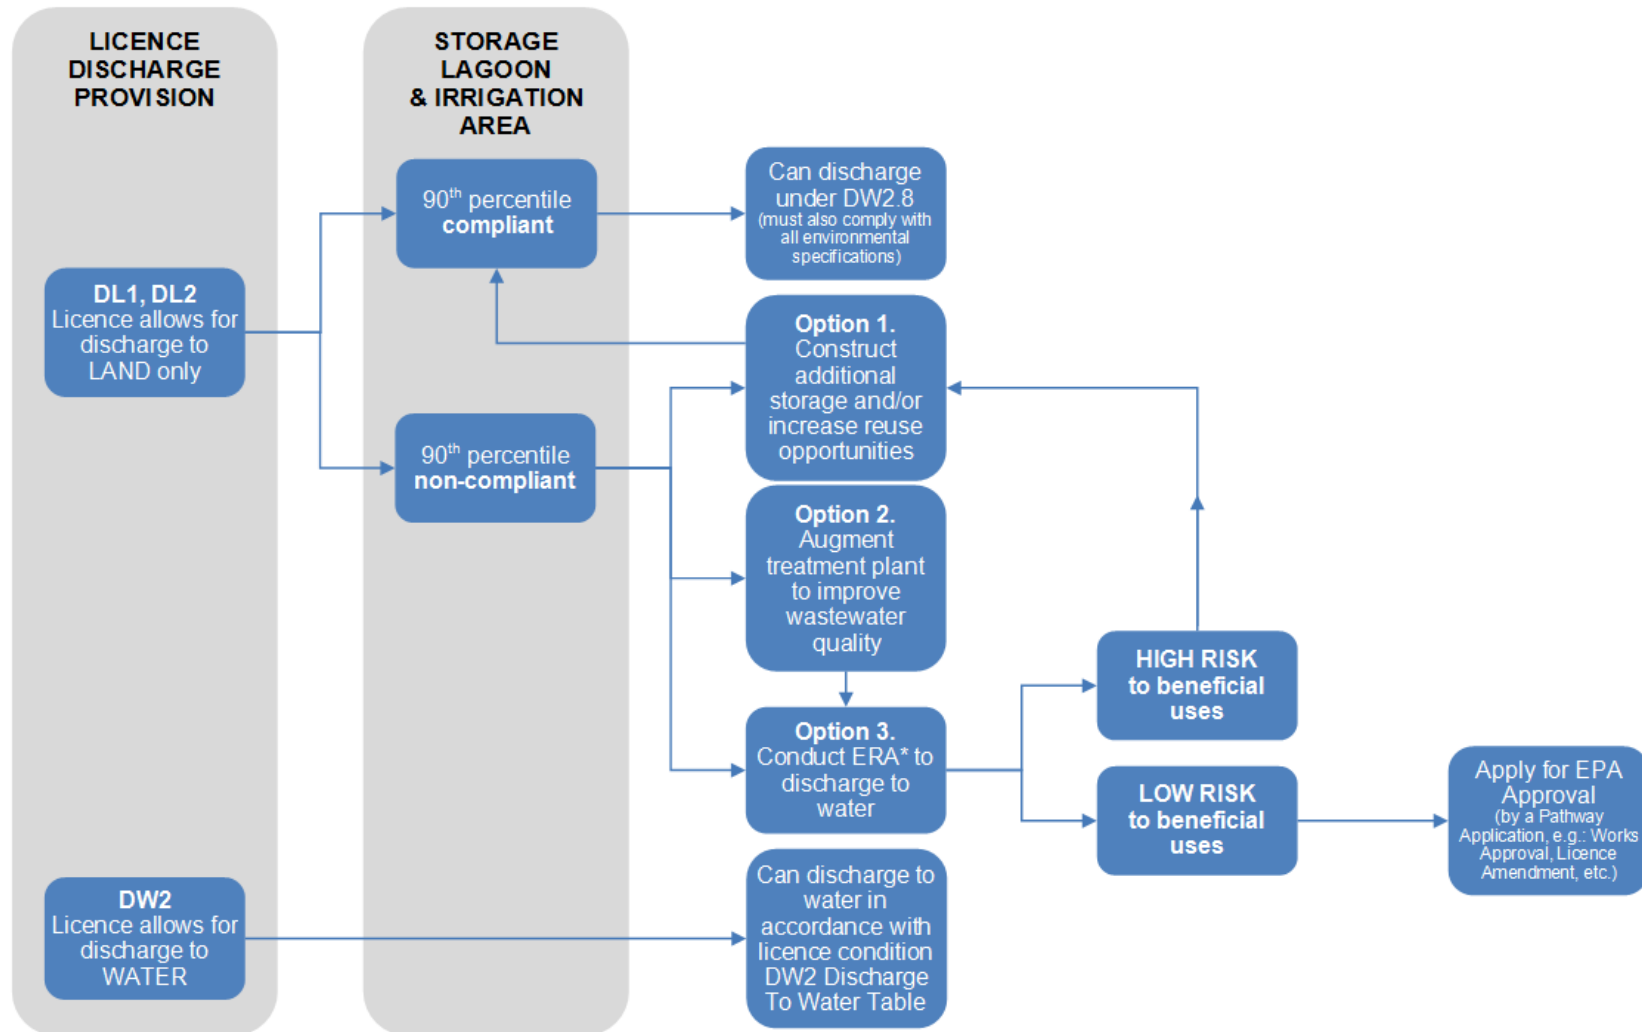 LICENCE
DISCHARGE
PROVISION
STORAGE
LAGOON
& IRRIGATION
AREA
90th percentile
compliant
Can discharge
under DW2.8
(must also comply with
all environmental
specifications)
DL1, DL2
Licence allows for
discharge to
LAND only
Option 1.
Construct
additional
storage and/or
increase reuse
opportunities
90th percentile
non-compliant
Option 2.
Augment
treatment plant
to improve
wastewater
quality
HIGH RISK
to beneficial
uses
Option 3.
Conduct ERA* to
discharge to
water
LOW RISK
to beneficial
uses
Apply for EPA
Approval
(by a Pathway
Application, e.g.: Works
Approval, Licence
Amendment, etc.)
DW2
Licence allows for
discharge to
WATER
Can discharge to
water in
accordance with
licence condition
DW2 Discharge
To Water Table